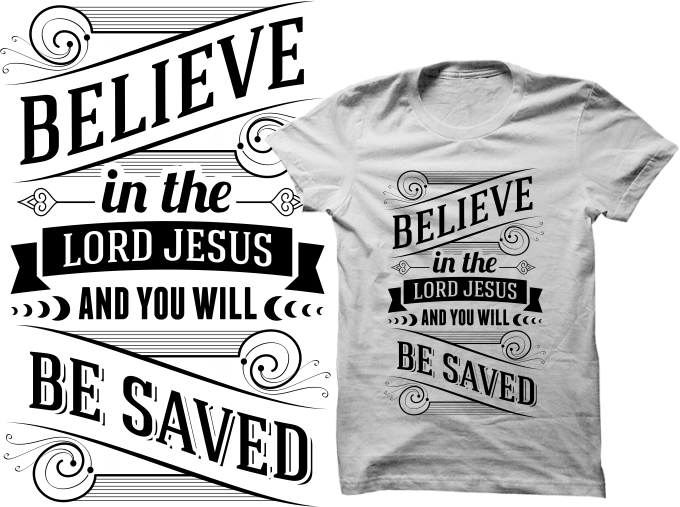 BELIEVE
in the
LORD JESUS
AND YOU WILL
BE SAVED
BELIEVE
in the
LORD JESUS
AND YOU WILL
BE SAVED